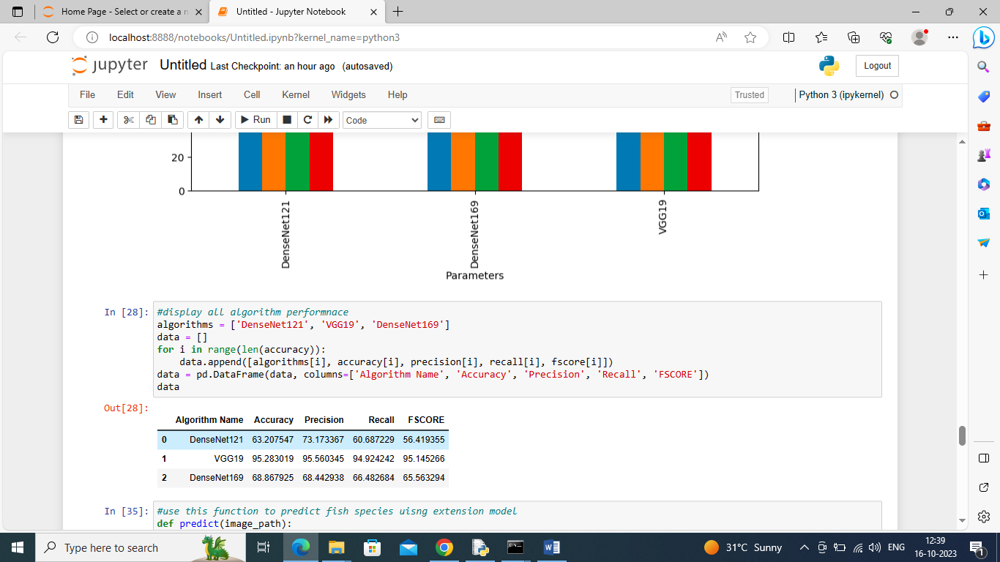 Home Page - Select or create a n
Untitled - Jupyter Notebook
localhost:8888/notebooks/Untitled.ipynb?kernel_name=python3
jupyter Untitled Last Checkpoint: an hour ago (autosaved)
Logout
File Edit View Insert Cell Kernel Widgets Help
Trusted
Python 3 (ipykernel)
Run
Code
20
0
DenseNet121
DenseNet169
VGG19
Parameters
In [28]:
#display all algorithm performnace
algorithms = ['DenseNet121', 'VGG19', 'DenseNet169']
data = []
for i in range(len(accuracy)):
    data.append([algorithms[i], accuracy[i], precision[i], recall[i], fscore[i]])
data = pd.DataFrame(data, columns=['Algorithm Name', 'Accuracy', 'Precision', 'Recall', 'FSCORE'])
data
Out[28]:
Algorithm Name Accuracy Precision Recall FSCORE
0 DenseNet121 63.207547 73.173367 60.687229 56.419355
1 VGG19 95.283019 95.560345 94.924242 95.145266
2 DenseNet169 68.867925 68.442938 66.482684 65.563294
In [35]:
#use this function to predict fish species uisng extension model
def predict(image_path):
Type here to search
31°C Sunny
ENG
12:39
16-10-2023
1